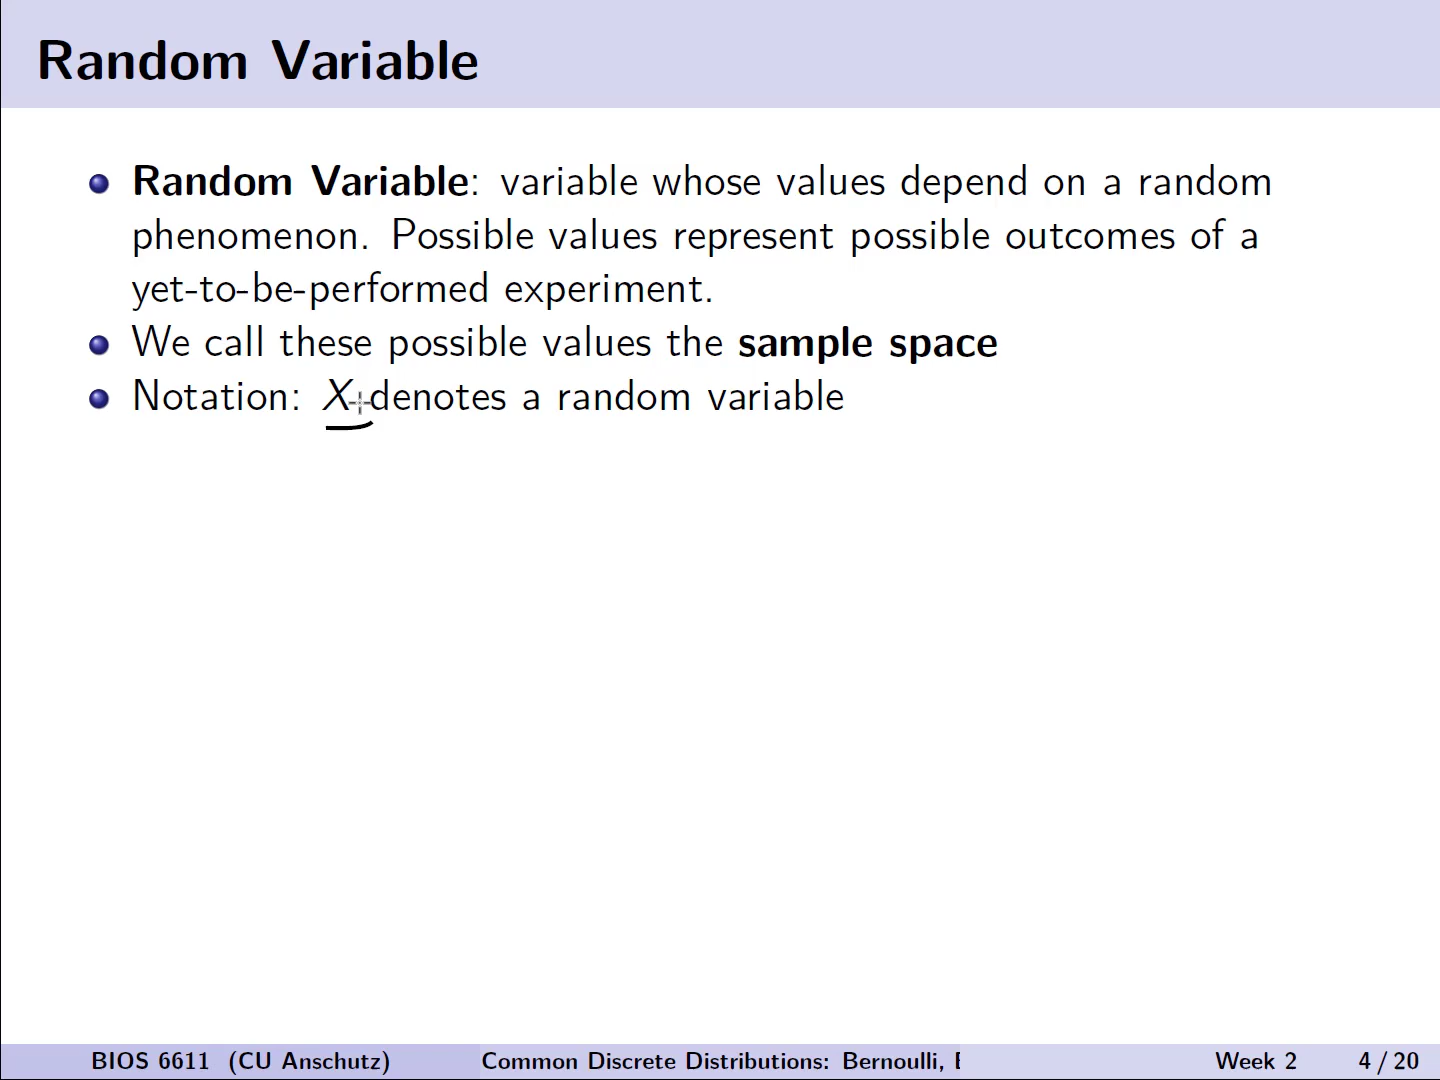 Random Variable
Random Variable: variable whose values depend on a random
phenomenon. Possible values represent possible outcomes of a
yet-to-be-performed experiment.
We call these possible values the sample space
Notation: X denotes a random variable
BIOS 6611 (CU Anschutz) Common Discrete Distributions: Bernoulli, Week 2 4 / 20